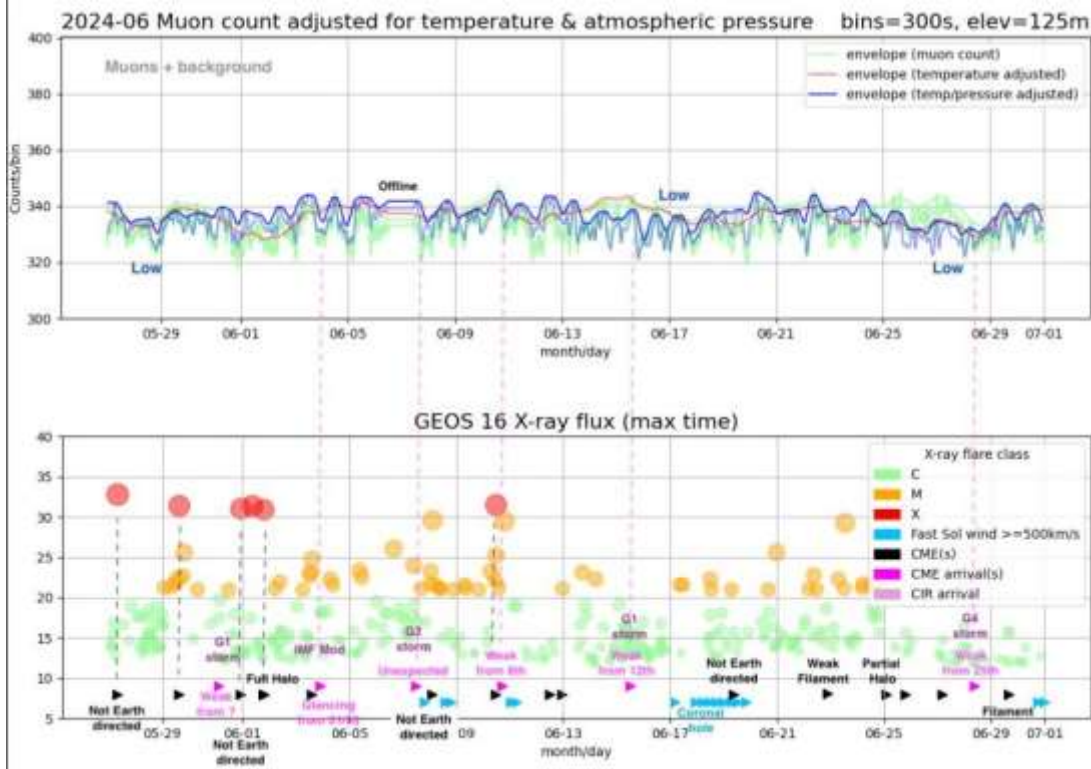 2024-06 Muon count adjusted for temperature & atmospheric pressure bins=300s, elev=125m
400
Muons + background
envelope (muon count)
envelope (temperature adjusted)
envelope (temp/pressure adjusted)
380
360
340
320
300
Counts/bin
Offline
Low
Low
Low
05-29
06-01
06-05
06-09
06-13
06-17
06-21
06-25
06-29
07-01
month/day
GEOS 16 X-ray flux (max time)
40
35
30
25
20
15
10
5
X-ray flare class
C
M
X
Fast Sol wind >=500km/s
CME(s)
CME arrival(s)
CIR arrival
G1
storm
IMF Mod
G3
storm
G1
storm
G4
storm
Unexpected
Weak
from 8th
Weak
from 12th
Weak
from 25th
Not Earth
directed
Weak
from ?
Full Halo
Glancing
Not Earth
directed
Not Earth
directed
Coronal
hole
Not Earth
directed
Weak
Filament
Partial
Halo
Filament
05-29
06-01
06-05
09
06-13
06-17
06-21
06-25
06-29
07-01
month/day